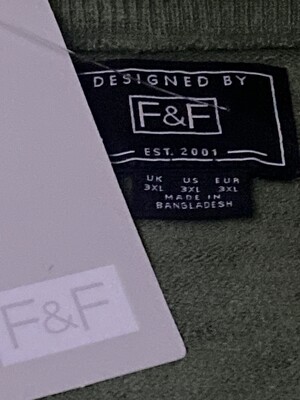 DESIGNED BY
F&F
EST. 2001
UK US EUR
3XL 3XL 3XL
MADE IN
BANGLADESH
F&F